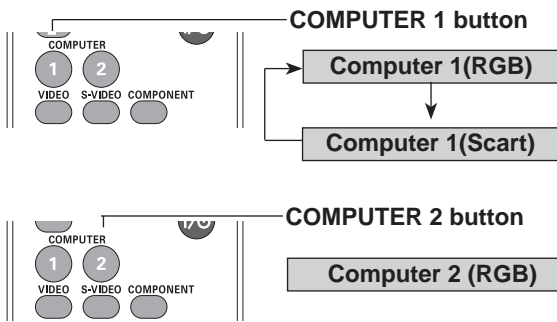 COMPUTER 1 button
COMPUTER
1 2
VIDEO S-VIDEO COMPONENT
Computer 1(RGB)
Computer 1(Scart)
COMPUTER 2 button
COMPUTER
1 2
VIDEO S-VIDEO COMPONENT
Computer 2 (RGB)